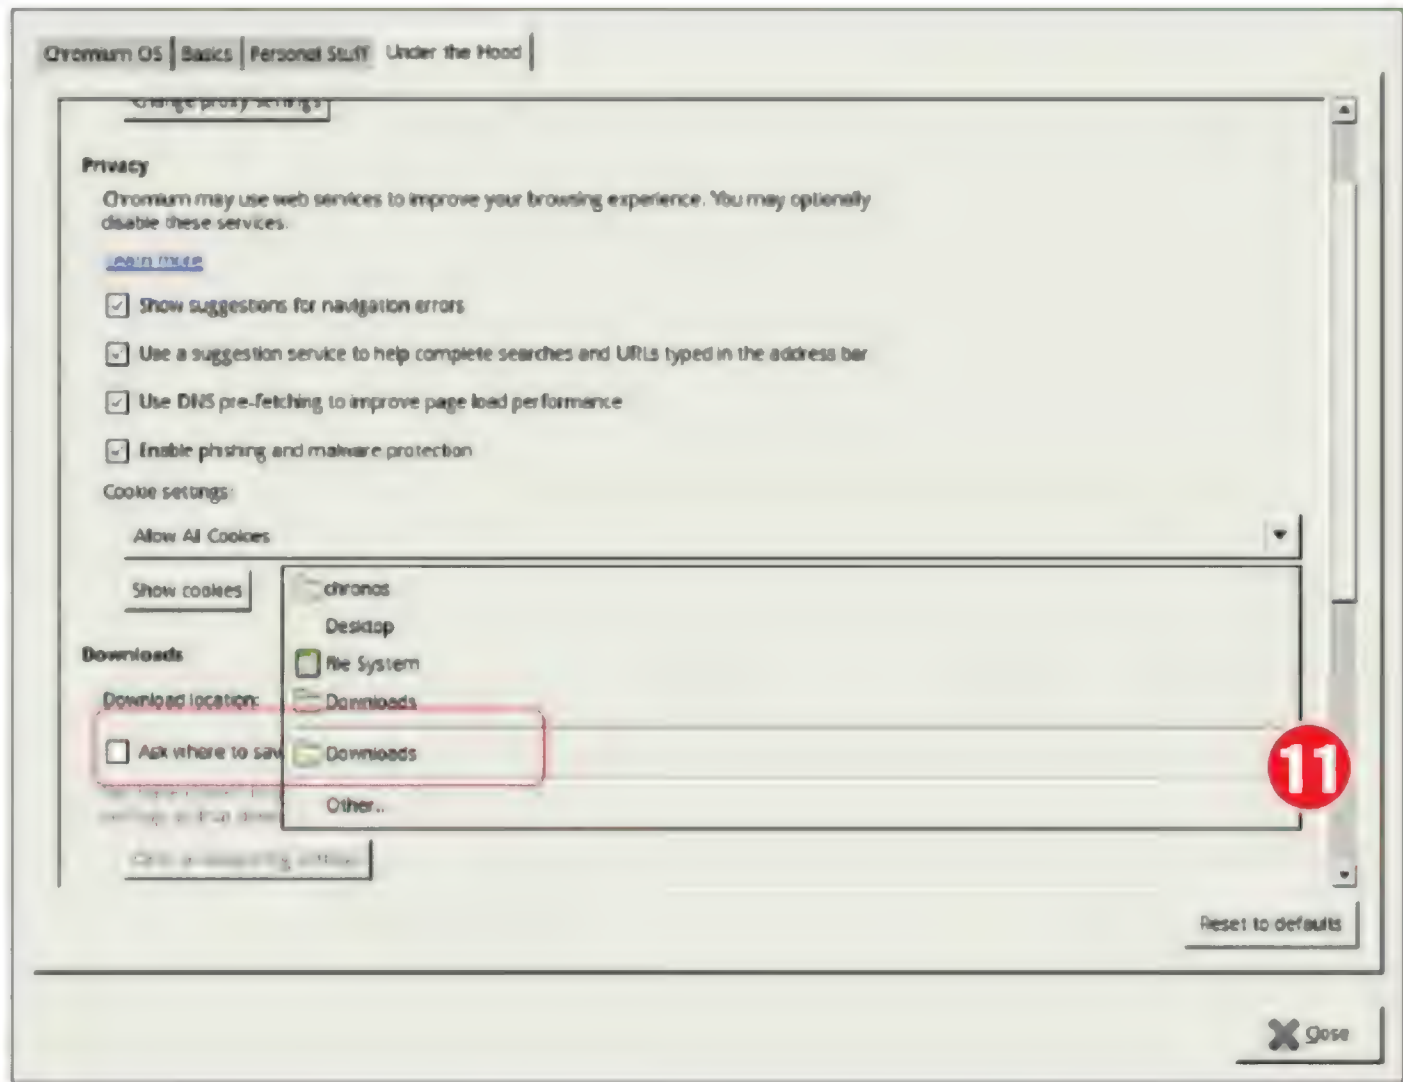 Chromium OS Basics Personal Stuff Under the Hood
Change proxy settings
Privacy
Chromium may use web services to improve your browsing experience. You may optionally
disable these services.
Learn more
Show suggestions for navigation errors
Use a suggestion service to help complete searches and URLs typed in the address bar
Use DNS pre-fetching to improve page load performance
Enable phishing and malware protection
Cookie settings:
Allow All Cookies
Show cookies
chronos
Desktop
File System
Downloads
Download location:
Downloads
Ask where to sav
Downloads
Other...
11
Reset to defaults
Close